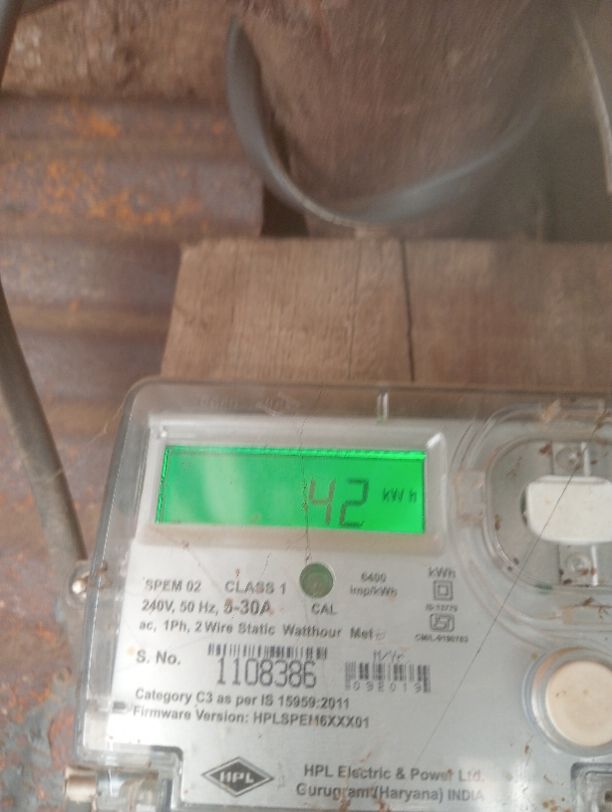 42 kWh
SPEM 02 CLASS 1 6400 imp/kWh kWh
240V, 50 Hz, 5-30A CAL
ac, 1Ph, 2 Wire Static Watthour Met
S. No. 1108386
Category C3 as per IS 15959:2011
Firmware Version: HPLSPEM6XXX01
HPL HPL Electric & Power Ltd.
Gurugram (Haryana) INDIA